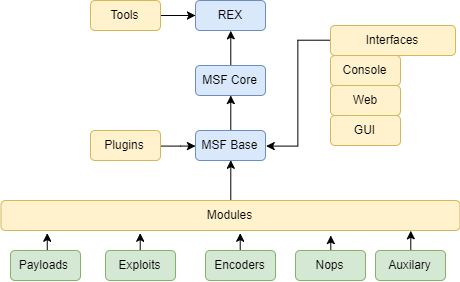 Tools
REX
Interfaces
MSF Core
Console
Web
GUI
Plugins
MSF Base
Modules
Payloads
Exploits
Encoders
Nops
Auxilary